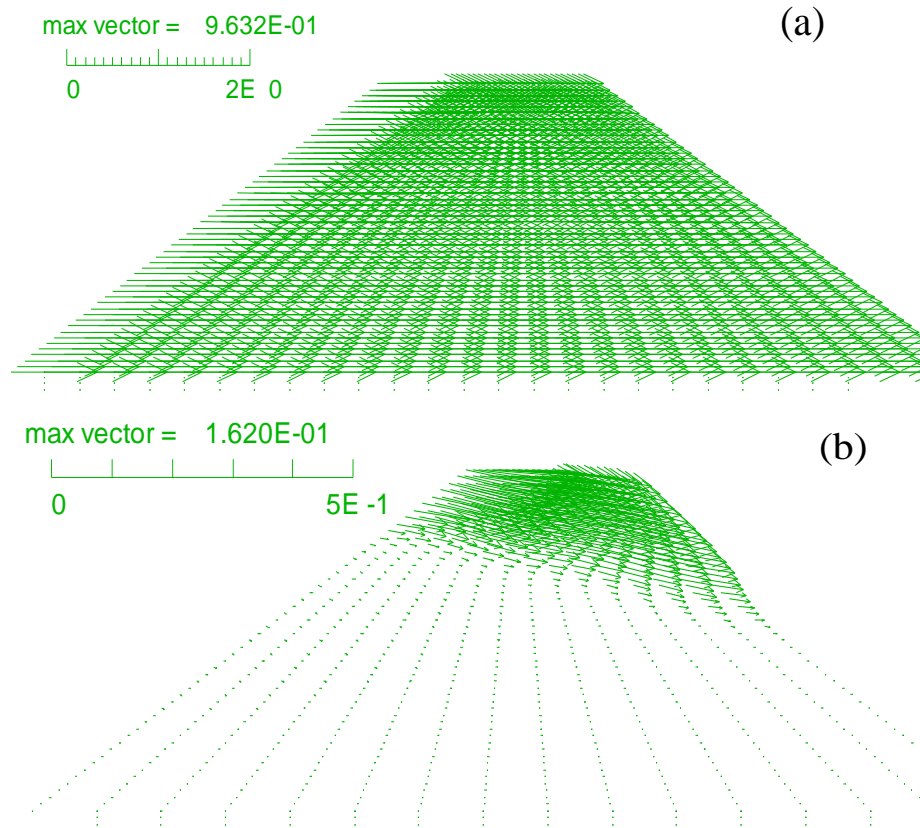 max vector = 9.632E-01
(a)
0 2E 0
max vector = 1.620E-01
(b)
0 5E -1